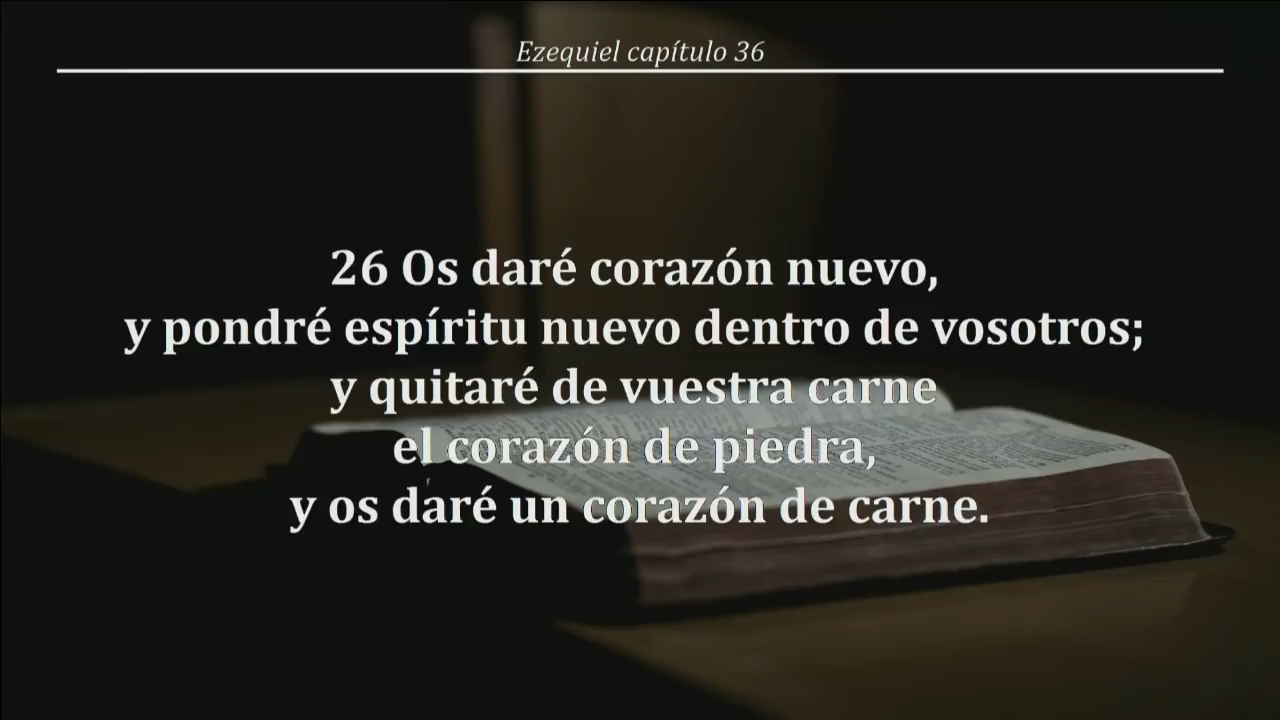 Ezequiel capítulo 36
26 Os daré corazón nuevo,
y pondré espíritu nuevo dentro de vosotros;
y quitaré de vuestra carne
el corazón de piedra,
y os daré un corazón de carne.